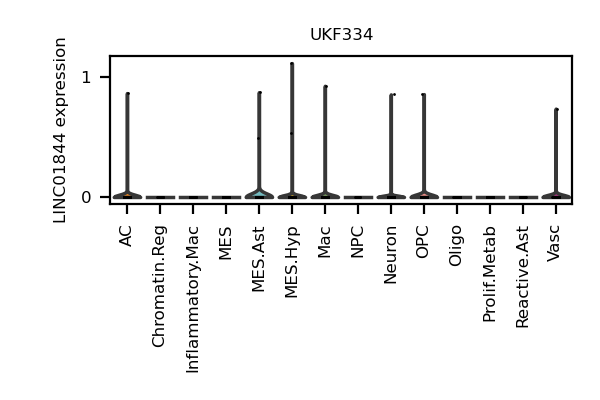 UKF334
LINC01844 expression
1
0
AC
Chromatin.Reg
Inflammatory.Mac
MES
MES.Ast
MES.Hyp
Mac
NPC
Neuron
OPC
Oligo
Prolif.Metab
Reactive.Ast
Vasc